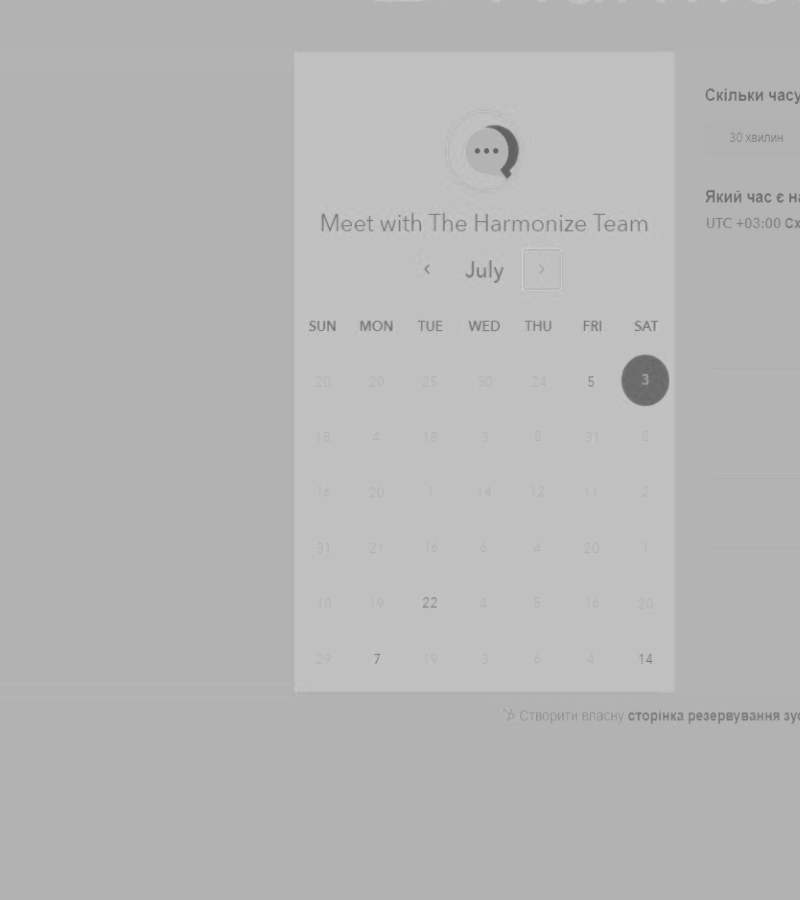 Скільки часу
30 хвилин
Який час є на
UTC +03:00 Сх
Meet with The Harmonize Team
July
SUN MON TUE WED THU FRI SAT
20 20 25 30 24 5 3
18 4 18 3 8 31 8
16 20 1 14 12 11 2
31 21 16 6 4 20 1
10 19 22 4 5 16 20
29 7 19 3 6 4 14
Створити власну сторінка резервування зус